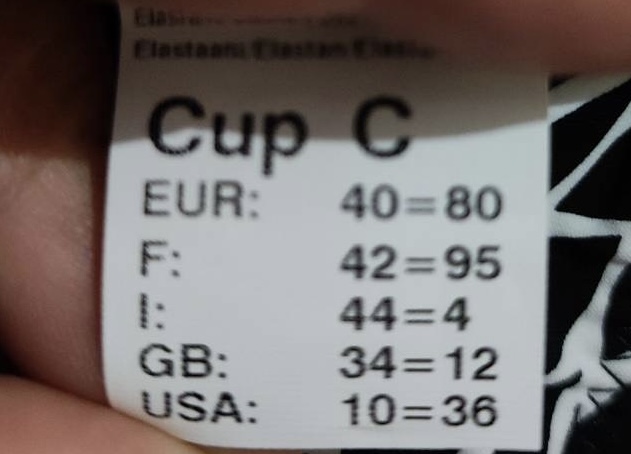 Elastaani/Elastan
Cup C
EUR: 40=80
F: 42=95
I: 44=4
GB: 34=12
USA: 10=36